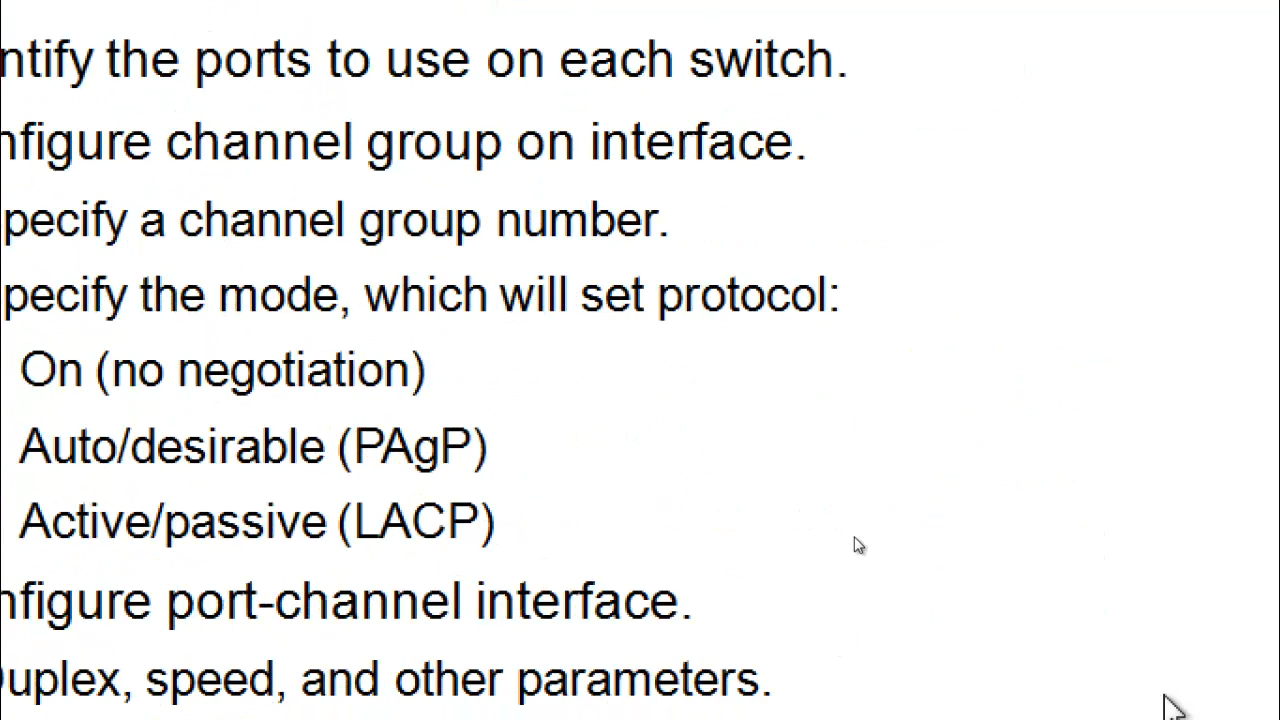 ntify the ports to use on each switch.
nfigure channel group on interface.
pecify a channel group number.
pecify the mode, which will set protocol:
On (no negotiation)
Auto/desirable (PAgP)
Active/passive (LACP)
nfigure port-channel interface.
Duplex, speed, and other parameters.